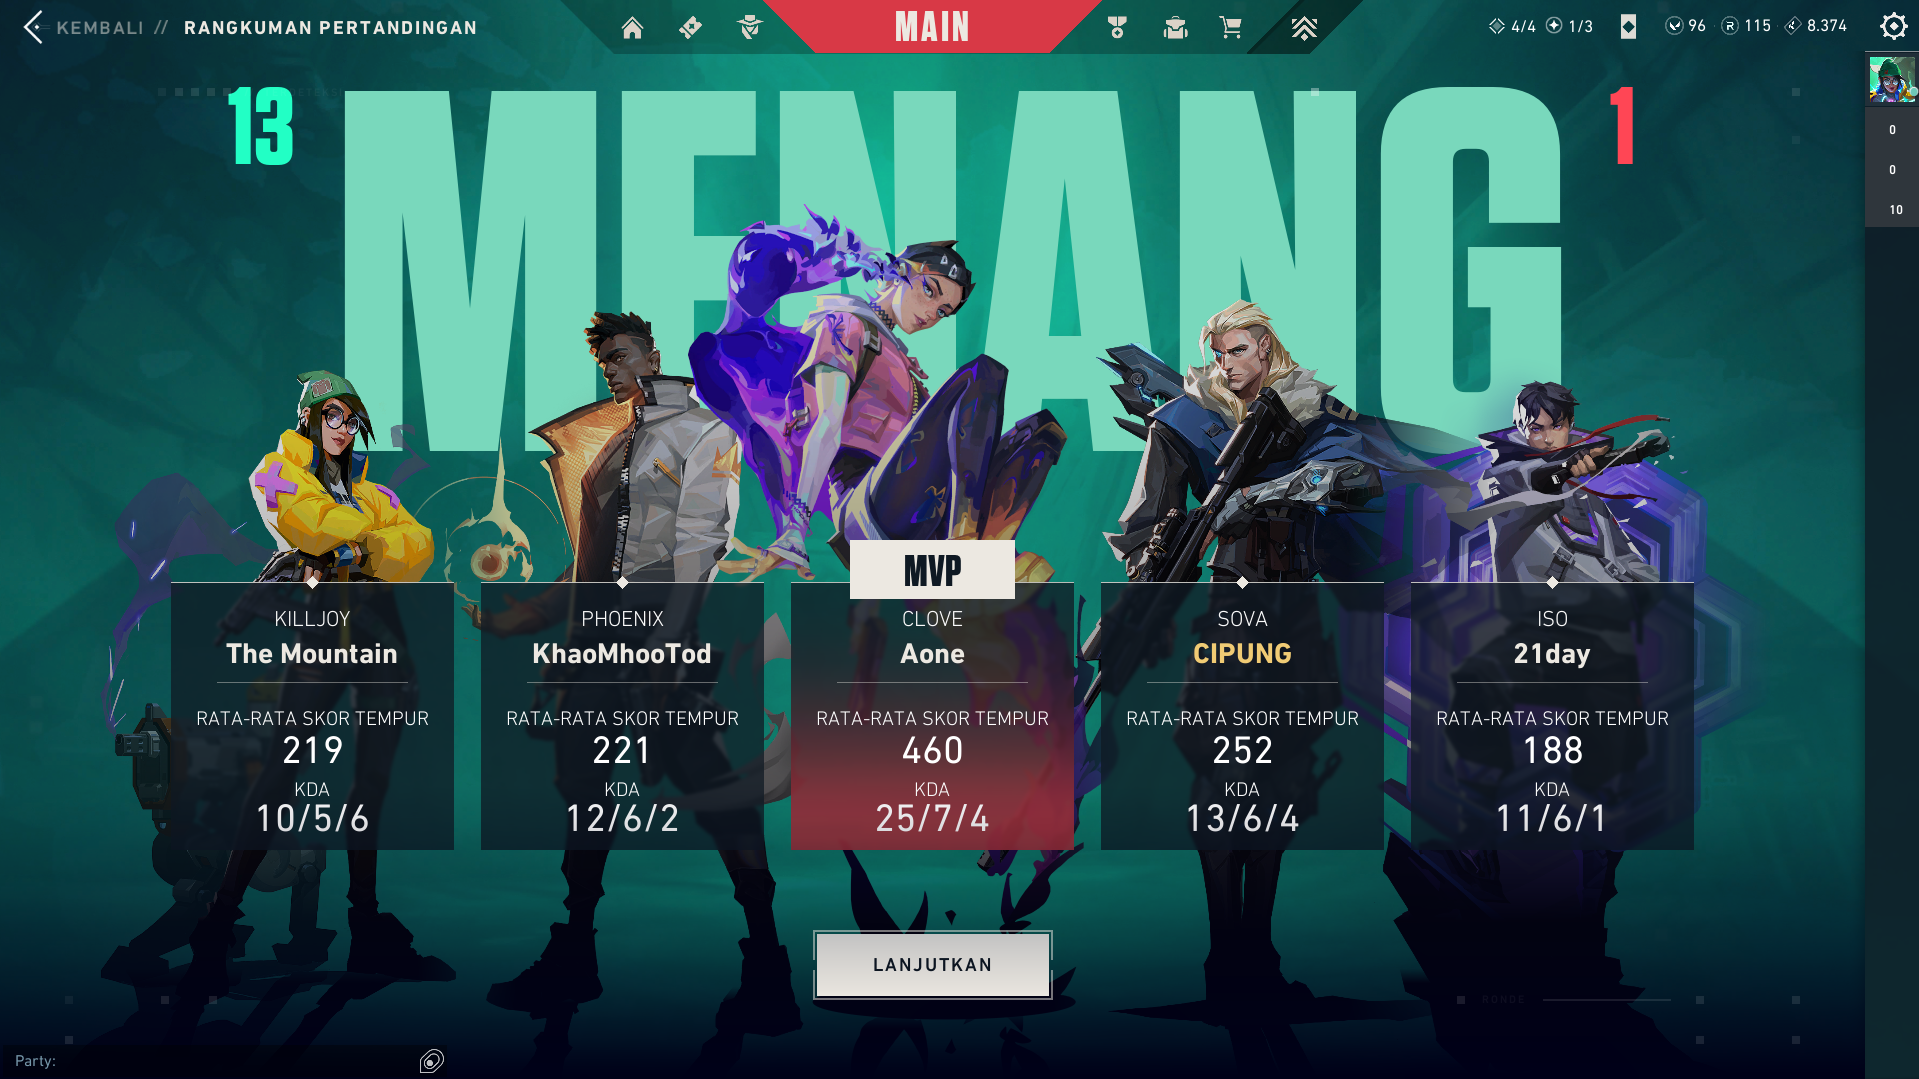 KEMBALI // RANGKUMAN PERTANDINGAN
MAIN
4/4 1/3 96 115 8.374
13 MENANG 1
0
0
10
MVP
KILLJOY
The Mountain
RATA-RATA SKOR TEMPUR
219
KDA
10/5/6
PHOENIX
KhaoMhooTod
RATA-RATA SKOR TEMPUR
221
KDA
12/6/2
CLOVE
Aone
RATA-RATA SKOR TEMPUR
460
KDA
25/7/4
SOVA
CIPUNG
RATA-RATA SKOR TEMPUR
252
KDA
13/6/4
ISO
21day
RATA-RATA SKOR TEMPUR
188
KDA
11/6/1
LANJUTKAN
RONDE
Party: